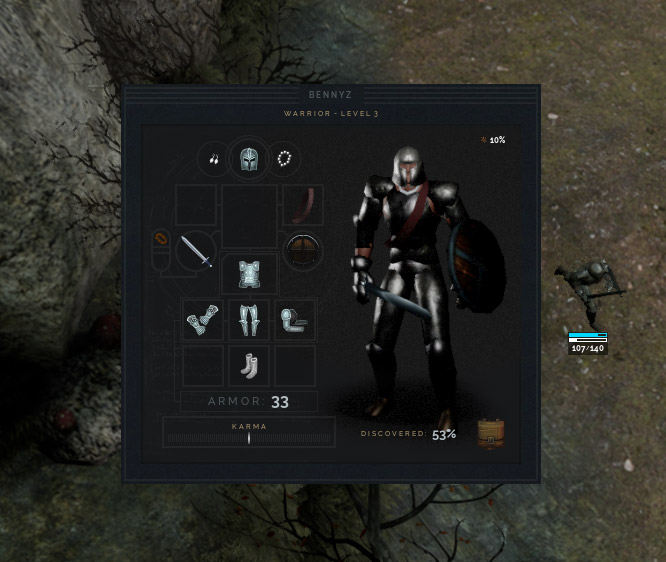 BENNYZ
WARRIOR - LEVEL 3
10%
ARMOR: 33
KARMA
DISCOVERED: 53%
107/140